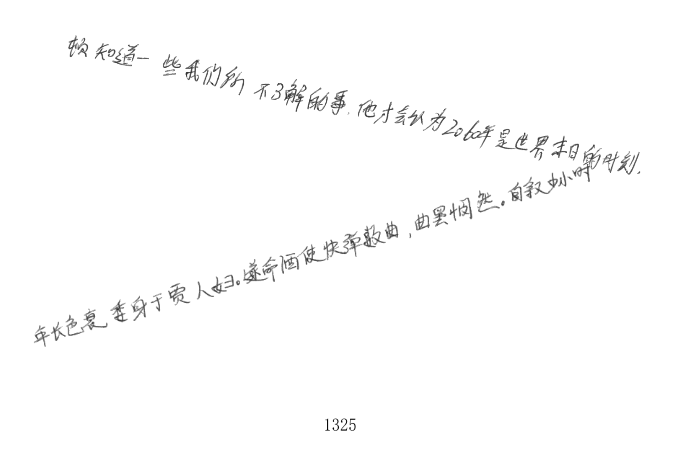 顿知道一些我们所不了解的事.他才会认为2060年是世界末日的时刻.
年长色衰,委身于贾人妇。遂命酒使快弹数曲,曲罢悯然。自叙少小时
1325